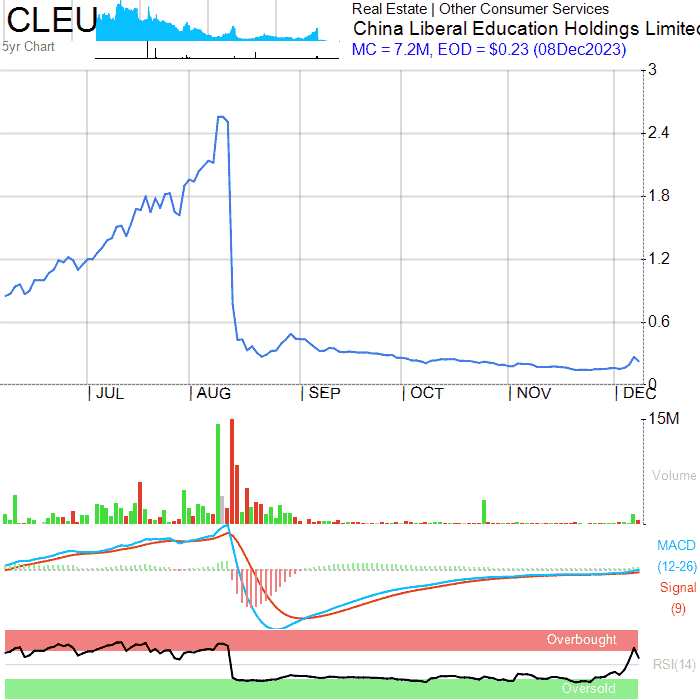 CLEU
5yr Chart
Real Estate | Other Consumer Services
China Liberal Education Holdings Limited
MC = 7.2M, EOD = $0.23 (08Dec2023)
3
2.4
1.8
1.2
0.6
0
JUL AUG SEP OCT NOV DEC
15M
Volume
MACD
(12-26)
Signal
(9)
Overbought
RSI(14)
Oversold